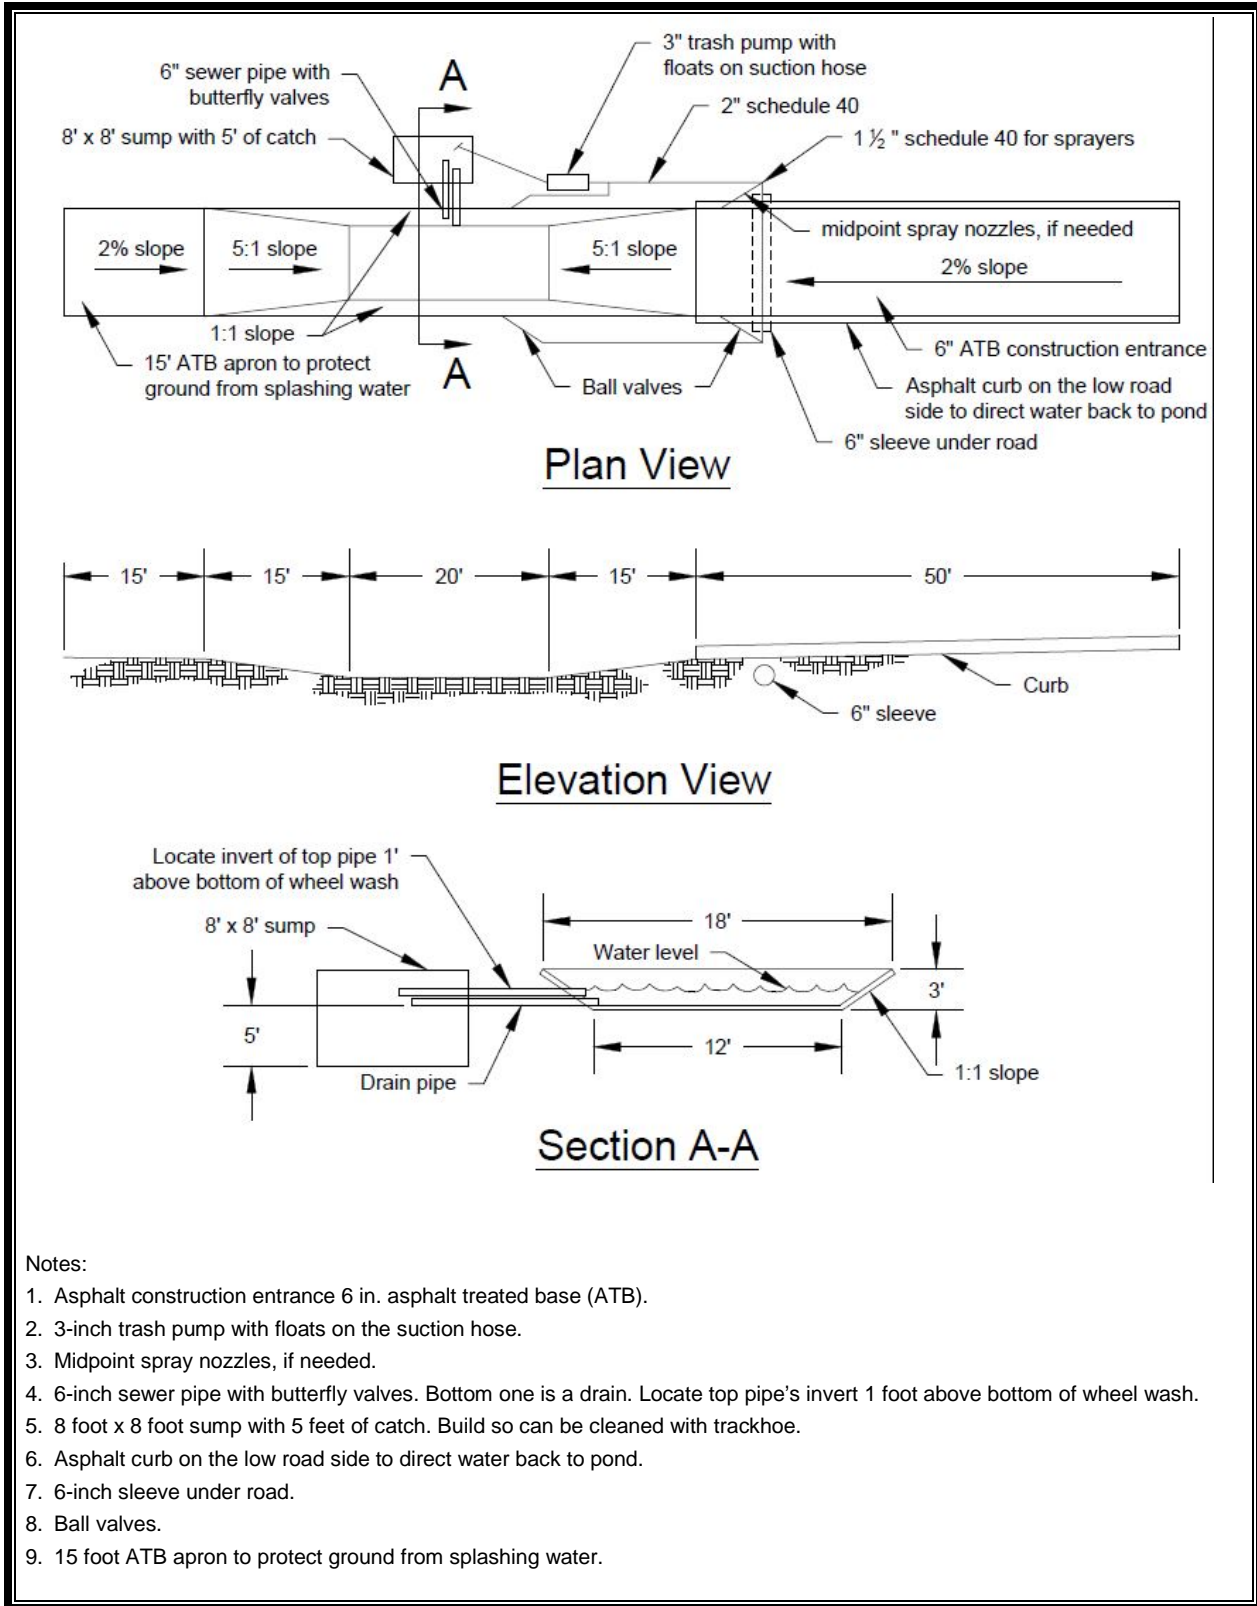 3" trash pump with
floats on suction hose
6" sewer pipe with
butterfly valves
A
2" schedule 40
8' x 8' sump with 5' of catch
1 ½ " schedule 40 for sprayers
midpoint spray nozzles, if needed
2% slope
5:1 slope
5:1 slope
2% slope
1:1 slope
15' ATB apron to protect
ground from splashing water
A
Ball valves
6" ATB construction entrance
Asphalt curb on the low road
side to direct water back to pond
6" sleeve under road
Plan View
15'
15'
20'
15'
50'
Curb
6" sleeve
Elevation View
Locate invert of top pipe 1'
above bottom of wheel wash
8' x 8' sump
18'
Water level
3'
5'
12'
1:1 slope
Drain pipe
Section A-A
Notes:
1. Asphalt construction entrance 6 in. asphalt treated base (ATB).
2. 3-inch trash pump with floats on the suction hose.
3. Midpoint spray nozzles, if needed.
4. 6-inch sewer pipe with butterfly valves. Bottom one is a drain. Locate top pipe's invert 1 foot above bottom of wheel wash.
5. 8 foot x 8 foot sump with 5 feet of catch. Build so can be cleaned with trackhoe.
6. Asphalt curb on the low road side to direct water back to pond.
7. 6-inch sleeve under road.
8. Ball valves.
9. 15 foot ATB apron to protect ground from splashing water.